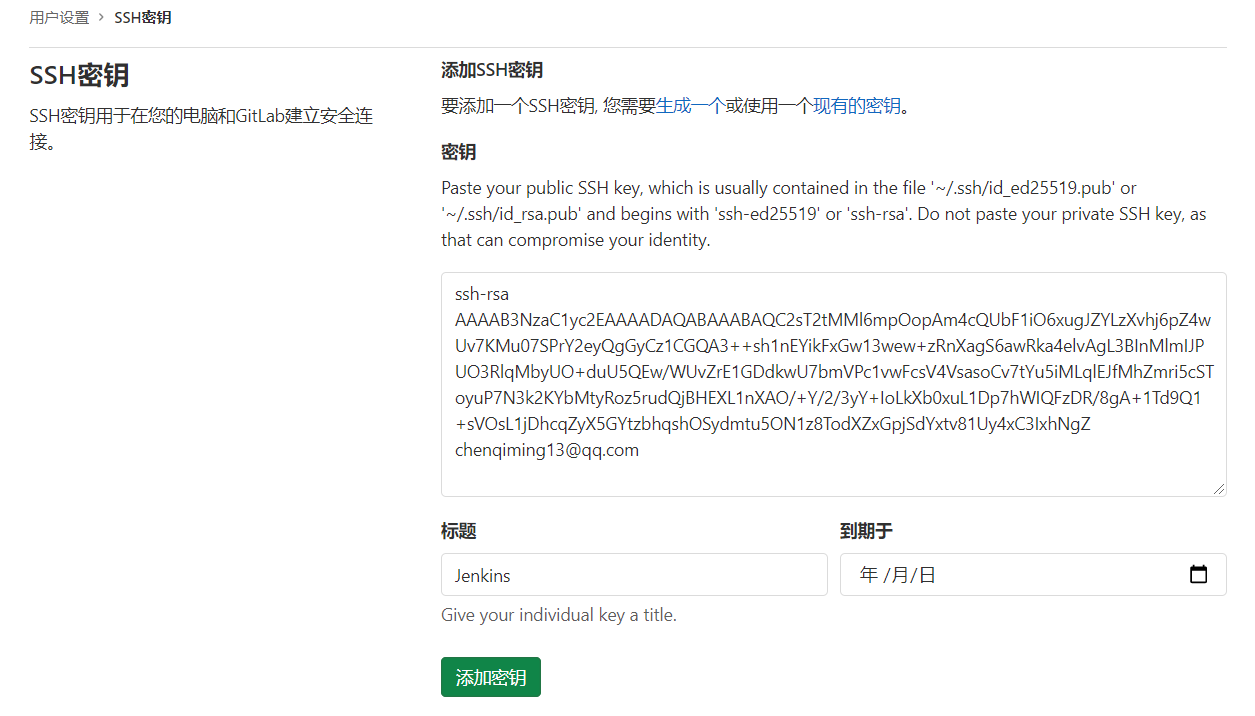 用户设置 › SSH密钥
SSH密钥
SSH密钥用于在您的电脑和GitLab建立安全连
接。
添加SSH密钥
要添加一个SSH密钥, 您需要生成一个或使用一个现有的密钥。
密钥
Paste your public SSH key, which is usually contained in the file '~/.ssh/id_ed25519.pub' or
'~/.ssh/id_rsa.pub' and begins with 'ssh-ed25519' or 'ssh-rsa'. Do not paste your private SSH key, as
that can compromise your identity.
ssh-rsa
AAAAB3NzaC1yc2EAAAADAQABAAABAQC2sT2tMMl6mpOopAm4cQUbF1iO6xugJZYLzXvhj6pZ4w
Uv7KMu07SPrY2eyQgGyCz1CGQA3++sh1nEYikFxGw13wew+zRnXagS6awRka4elvAgL3BInMlmIJP
UO3RlqMbyUO+duU5QEw/WUvZrE1GDdkwU7bmVPc1vwFcsV4VsasoCv7tYu5iMLqlEJfMhZmri5cST
oyuP7N3k2KYbMtyRoz5rudQjBHEXL1nXAO/+Y/2/3yY+IoLkXb0xuL1Dp7hWIQFzDR/8gA+1Td9Q1
+sVOsL1jDhcqZyX5GYtzbhqshOSydmtu5ON1z8TodXZxGpjSdYxtv81Uy4xC3IxhNgZ
chenqiming13@qq.com
标题
到期于
Jenkins
年 /月/日
Give your individual key a title.
添加密钥